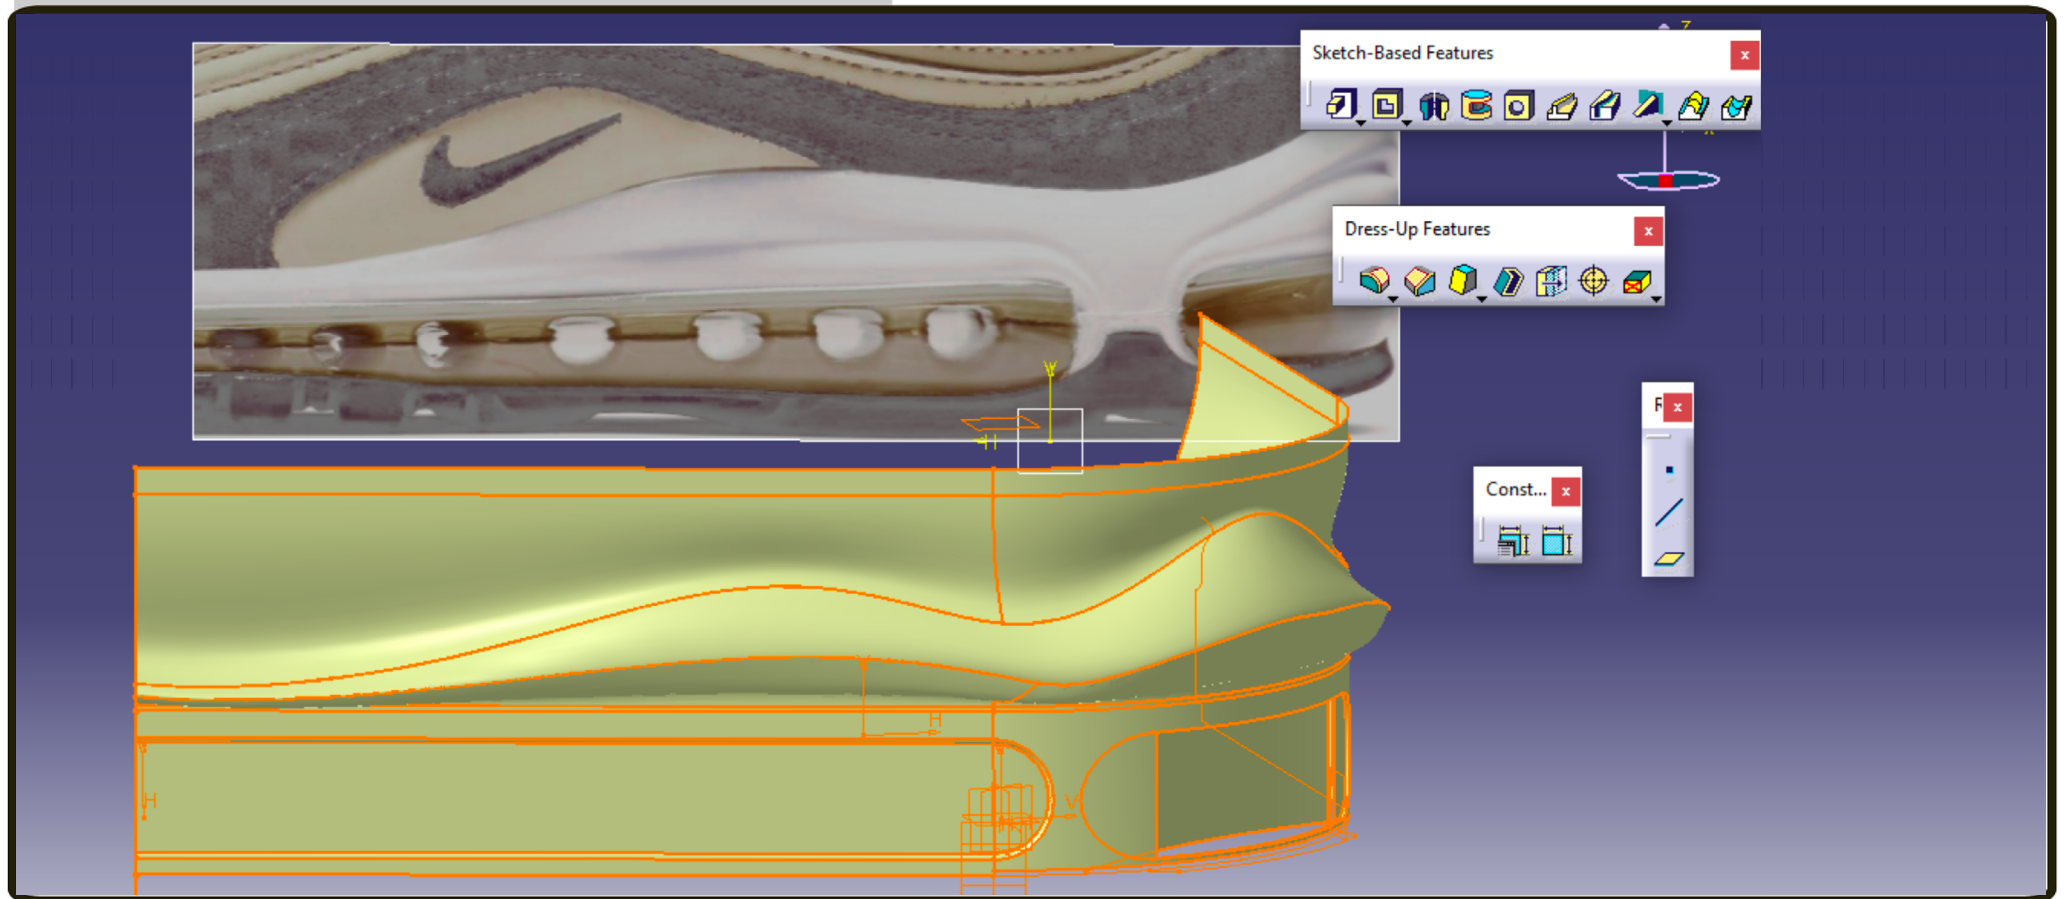 Z
Sketch-Based Features
x
x
Dress-Up Features
x
V
H
R
x
Const...
x
H
H
V